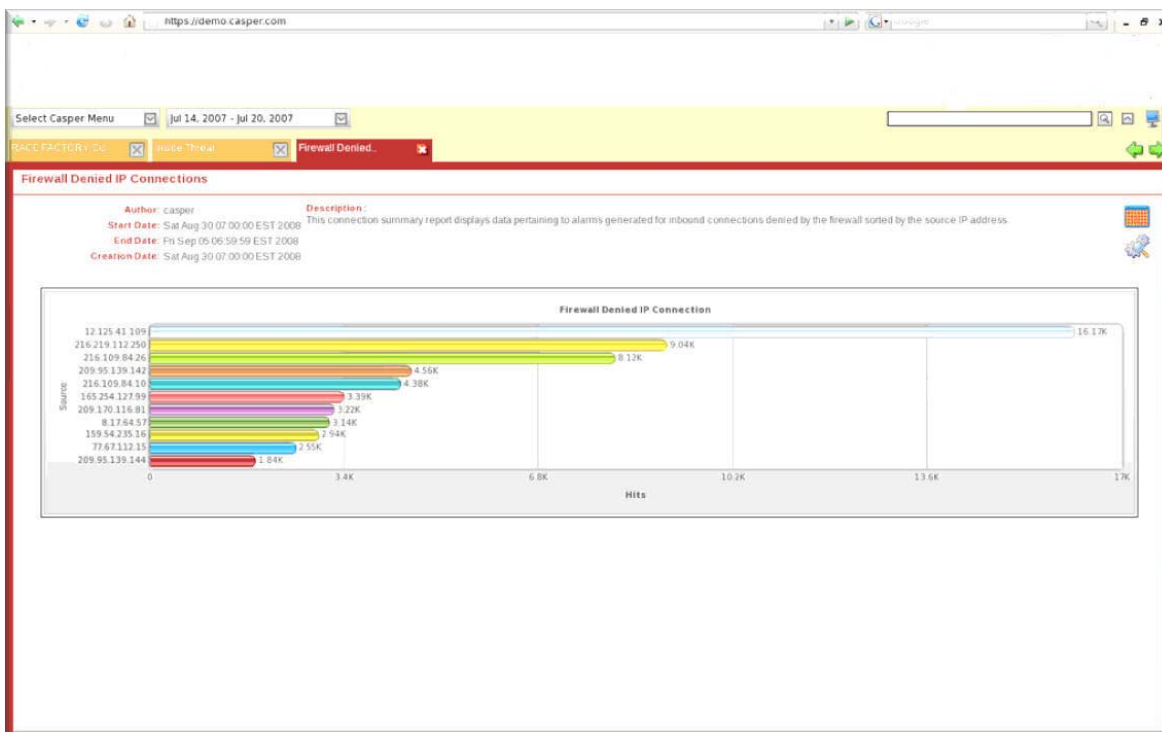 https://demo.casper.com
Select Casper Menu
Jul 14, 2007 - Jul 20, 2007
Inside Threat
Firewall Denied..
Firewall Denied IP Connections
Author: casper
Start Date: Sat Aug 30 07:00:00 EST 2008
End Date: Fri Sep 05 06:59:59 EST 2008
Creation Date: Sat Aug 30 07:00:00 EST 2008
Description:
This connection summary report displays data pertaining to alarms generated for inbound connections denied by the firewall sorted by the source IP address
Firewall Denied IP Connection
Source
12.125.41.109 16.17K
216.219.112.250 9.04K
216.109.84.26 8.12K
209.95.139.142 4.56K
216.109.84.10 4.38K
165.254.127.99 3.39K
209.170.116.81 3.22K
8.17.64.57 3.14K
159.54.235.16 2.94K
77.67.112.15 2.55K
209.95.139.144 1.84K
0 3.4K 6.8K 10.2K 13.6K 17K
Hits